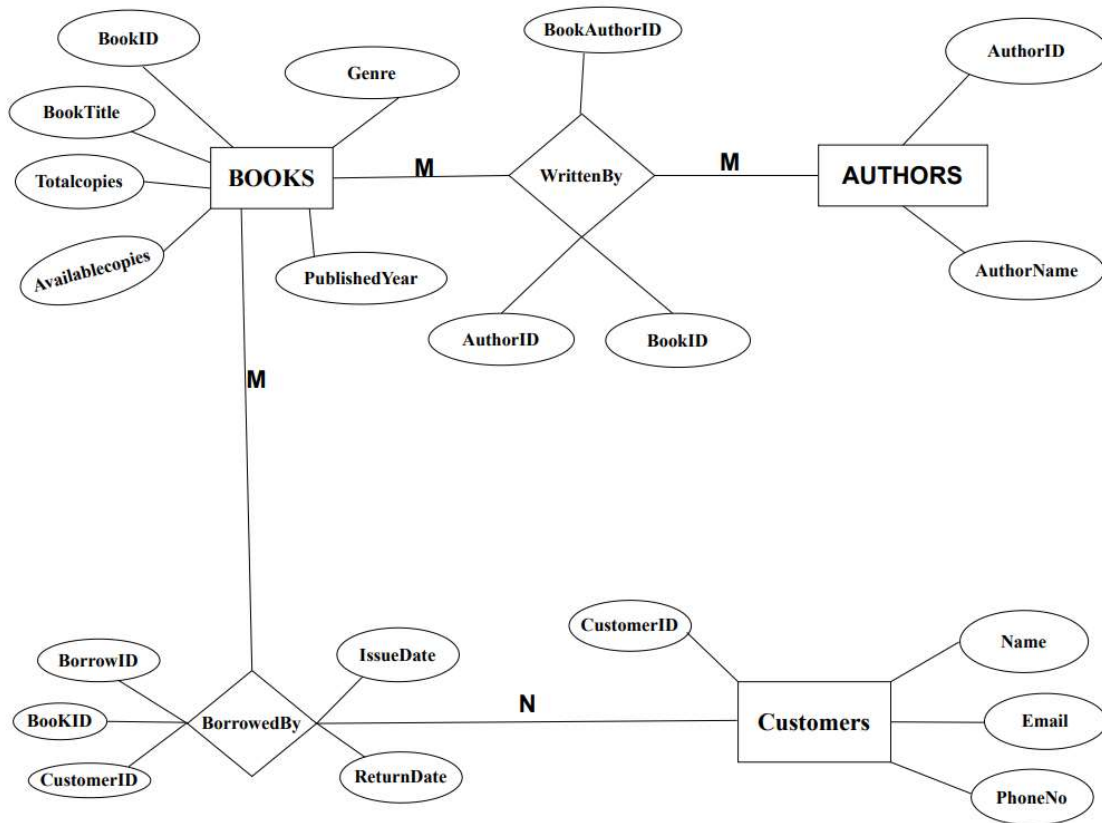 BookID
BookAuthorID
AuthorID
Genre
BookTitle
BOOKS
M
WrittenBy
M
AUTHORS
Totalcopies
Availablecopies
PublishedYear
AuthorName
AuthorID
BookID
M
CustomerID
Name
BorrowID
IssueDate
BooKID
BorrowedBy
N
Customers
Email
CustomerID
ReturnDate
PhoneNo